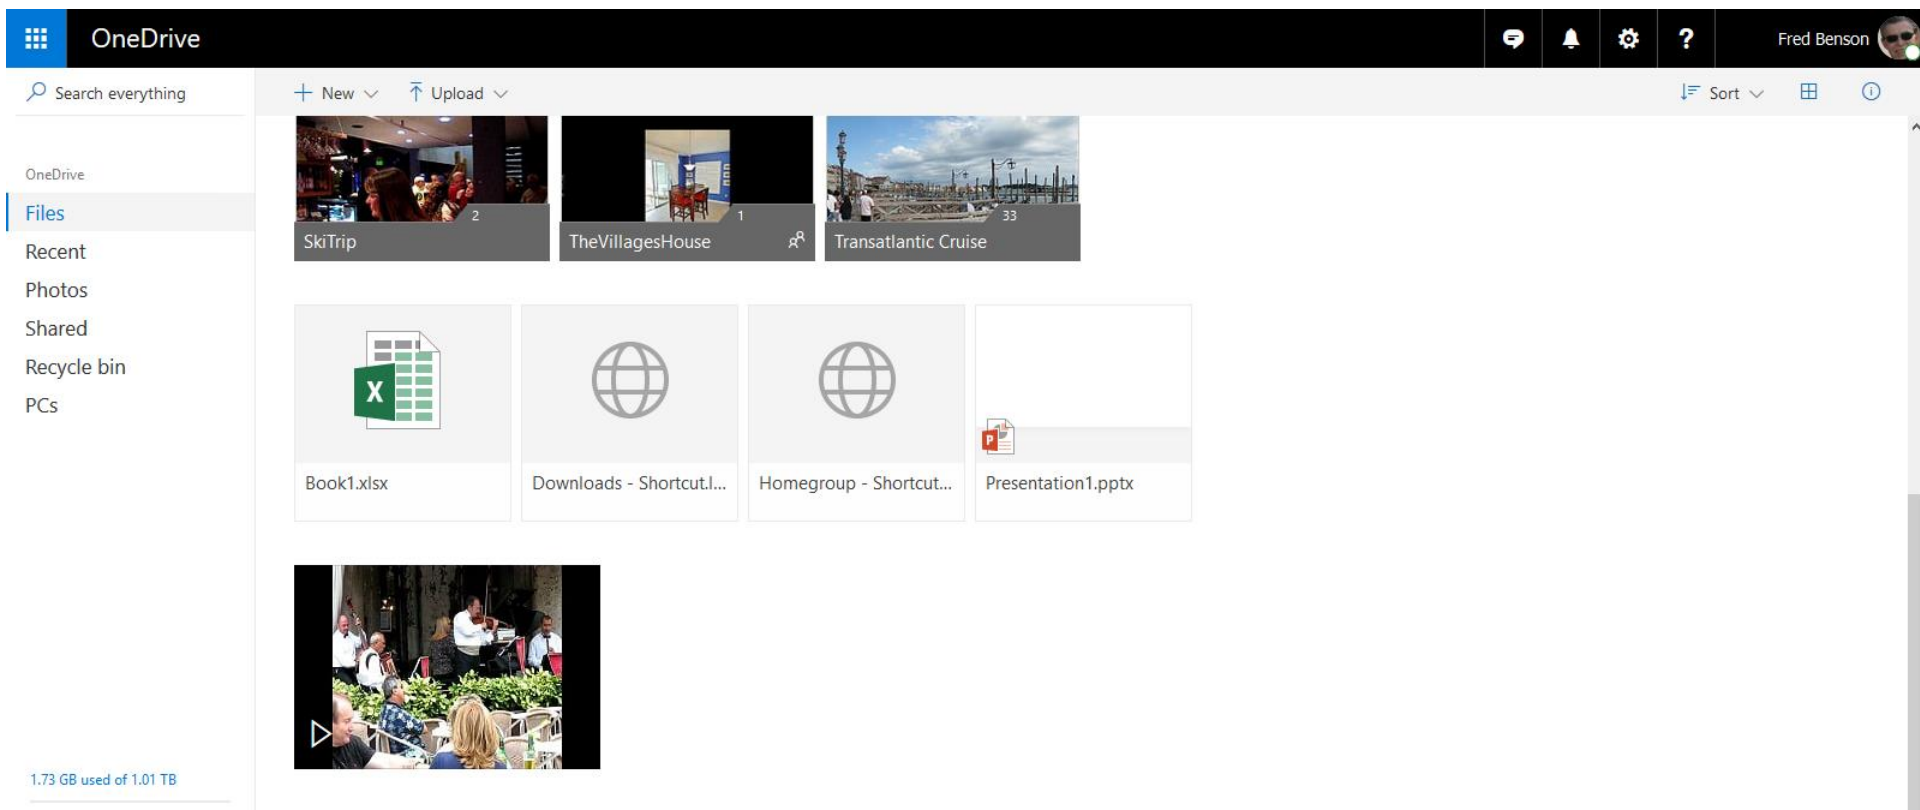 OneDrive
Fred Benson
Search everything
New
Upload
Sort
OneDrive
Files
Recent
Photos
Shared
Recycle bin
PCs
1.73 GB used of 1.01 TB
2
SkiTrip
1
TheVillagesHouse
33
Transatlantic Cruise
X
Book1.xlsx
Downloads - Shortcut.l...
Homegroup - Shortcut...
P
Presentation1.pptx